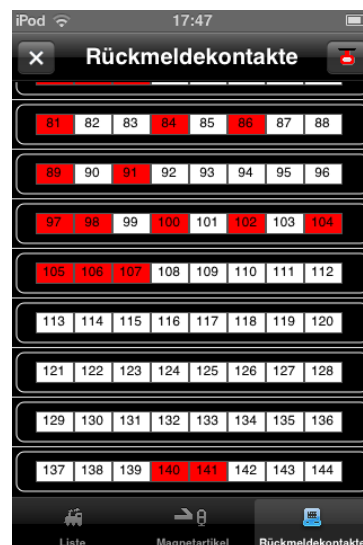 iPod 17:47
× Rückmeldekontakte
81 82 83 84 85 86 87 88
89 90 91 92 93 94 95 96
97 98 99 100 101 102 103 104
105 106 107 108 109 110 111 112
113 114 115 116 117 118 119 120
121 122 123 124 125 126 127 128
129 130 131 132 133 134 135 136
137 138 139 140 141 142 143 144
Liste Magnetartikel Rückmeldekontakte